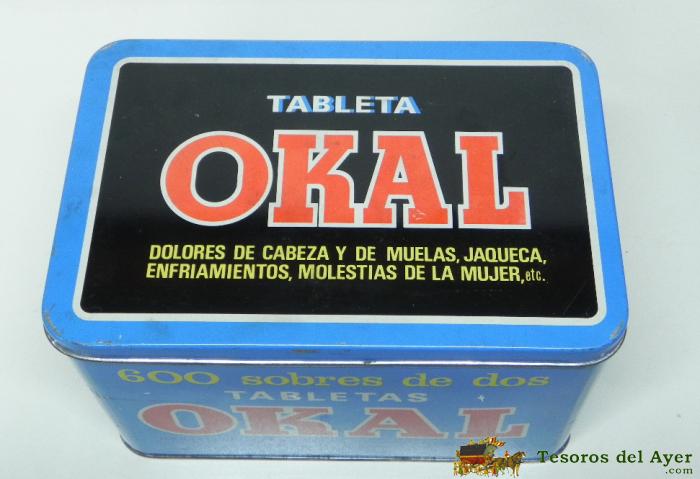 TABLETA
OKAL
DOLORES DE CABEZA Y DE MUELAS, JAQUECA,
ENFRIAMIENTOS, MOLESTIAS DE LA MUJER, etc.
600 sobres de dos
TABLETAS
OKAL
Tesoros del Ayer
.com